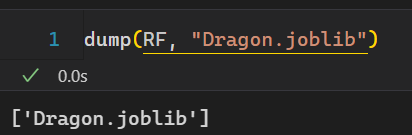 1 dump(RF, "Dragon.joblib")
✓ 0.0s
['Dragon.joblib']